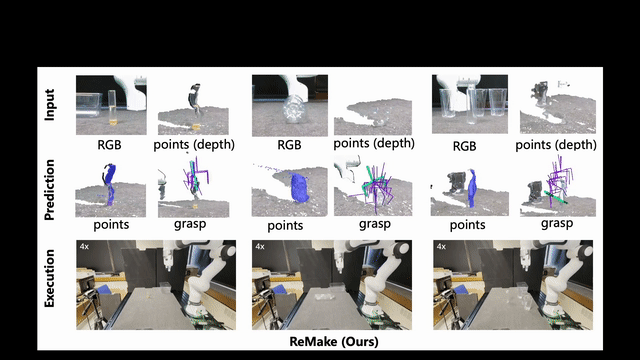 Input
RGB
points (depth)
RGB
points (depth)
RGB
points (depth)
Prediction
points
grasp
points
grasp
points
grasp
Execution
4x
4x
4x
ReMake (Ours)